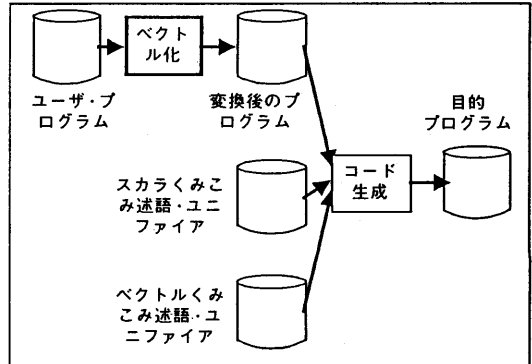 ベクト
ル化
ユーザ・プ
ログラム
変換後のプ
ログラム
目的
プログラム
スカラくみこ
み述語・ユニ
ファイア
コード
生成
ベクトルくみ
こみ述語・ユ
ニファイア